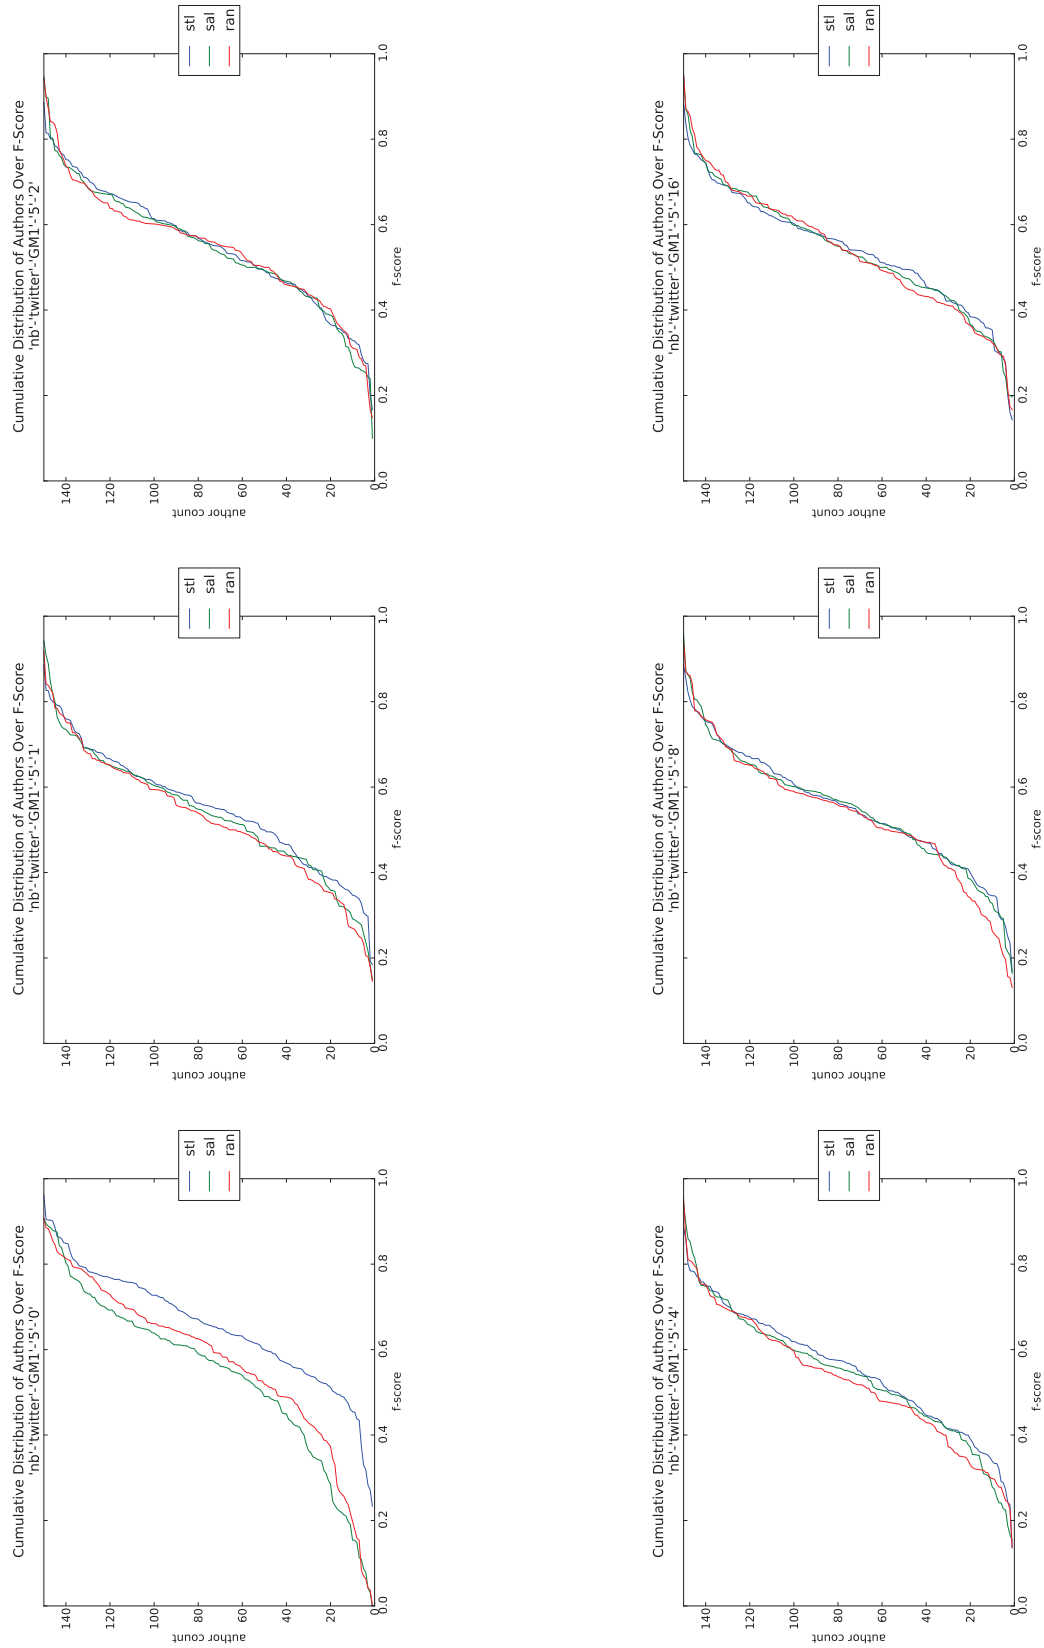 Cumulative Distribution of Authors Over F-Score
'nb'-'twitter'-'GM1'-'5'-'0'
author count
140
120
100
80
60
40
20
0
0.0 0.2 0.4 0.6 0.8 1.0
f-score
stl
sal
ran
Cumulative Distribution of Authors Over F-Score
'nb'-'twitter'-'GM1'-'5'-'1'
author count
140
120
100
80
60
40
20
0
0.0 0.2 0.4 0.6 0.8 1.0
f-score
stl
sal
ran
Cumulative Distribution of Authors Over F-Score
'nb'-'twitter'-'GM1'-'5'-'2'
author count
140
120
100
80
60
40
20
0
0.0 0.2 0.4 0.6 0.8 1.0
f-score
stl
sal
ran
Cumulative Distribution of Authors Over F-Score
'nb'-'twitter'-'GM1'-'5'-'4'
author count
140
120
100
80
60
40
20
0
0.0 0.2 0.4 0.6 0.8 1.0
f-score
stl
sal
ran
Cumulative Distribution of Authors Over F-Score
'nb'-'twitter'-'GM1'-'5'-'8'
author count
140
120
100
80
60
40
20
0
0.0 0.2 0.4 0.6 0.8 1.0
f-score
stl
sal
ran
Cumulative Distribution of Authors Over F-Score
'nb'-'twitter'-'GM1'-'5'-'16'
author count
140
120
100
80
60
40
20
0
0.0 0.2 0.4 0.6 0.8 1.0
f-score
stl
sal
ran